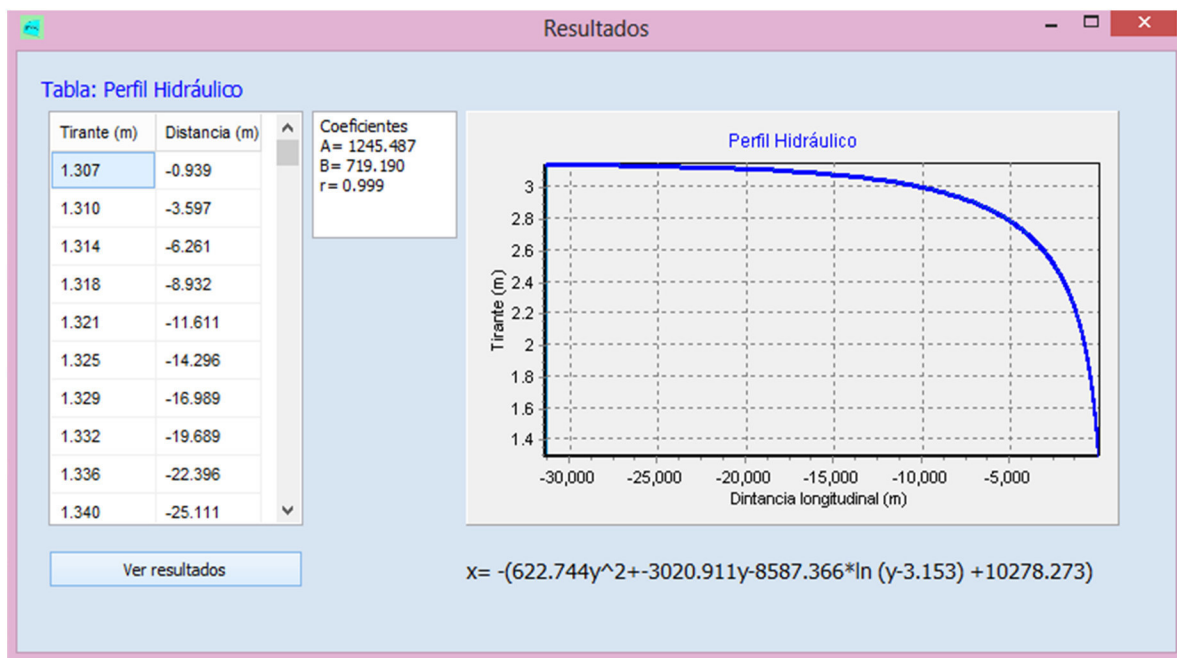 Resultados
Tabla: Perfil Hidráulico
Tirante (m) Distancia (m)
1.307 -0.939
1.310 -3.597
1.314 -6.261
1.318 -8.932
1.321 -11.611
1.325 -14.296
1.329 -16.989
1.332 -19.689
1.336 -22.396
1.340 -25.111
Ver resultados
Coeficientes
A= 1245.487
B= 719.190
r= 0.999
Perfil Hidráulico
Tirante (m)
3
2.8
2.6
2.4
2.2
2
1.8
1.6
1.4
-30,000 -25,000 -20,000 -15,000 -10,000 -5,000
Dintancia longitudinal (m)
x= -(622.744y^2+-3020.911y-8587.366*ln (y-3.153) +10278.273)